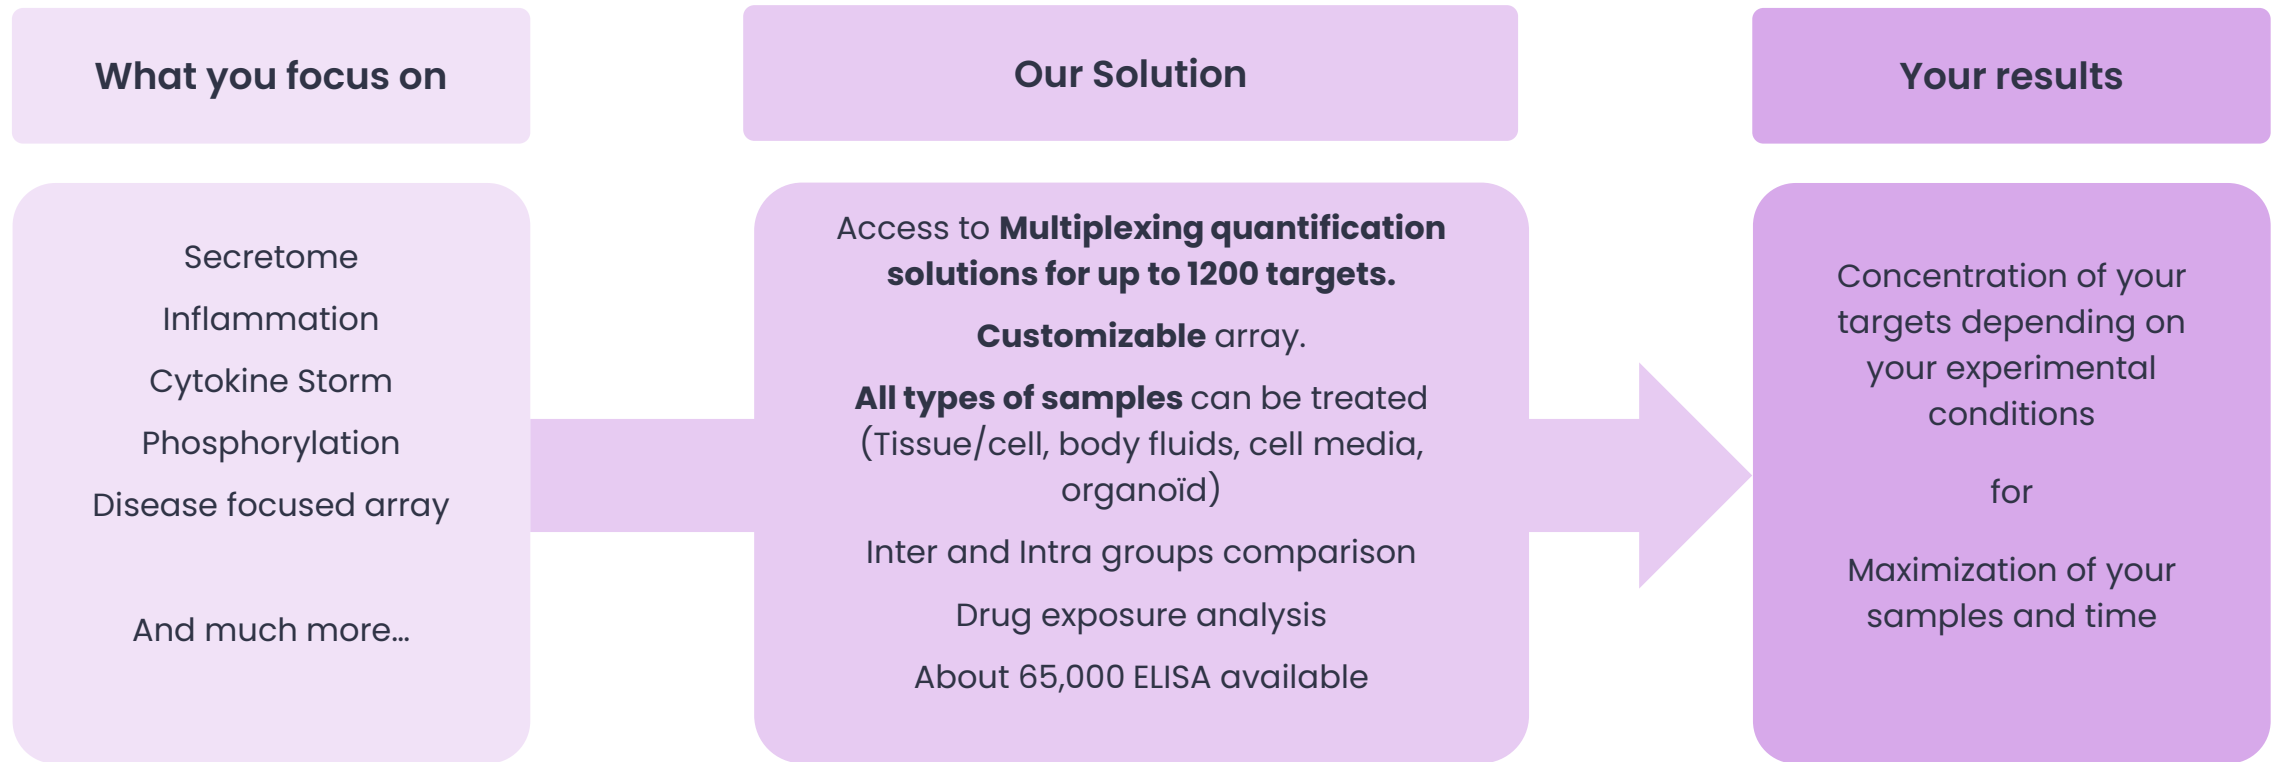 What you focus on
Our Solution
Your results
Secretome
Inflammation
Cytokine Storm
Phosphorylation
Disease focused array
And much more...
Access to Multiplexing quantification
solutions for up to 1200 targets.
Customizable array.
All types of samples can be treated
(Tissue/cell, body fluids, cell media,
organoïd)
Inter and Intra groups comparison
Drug exposure analysis
About 65,000 ELISA available
Concentration of your
targets depending on
your experimental
conditions
for
Maximization of your
samples and time